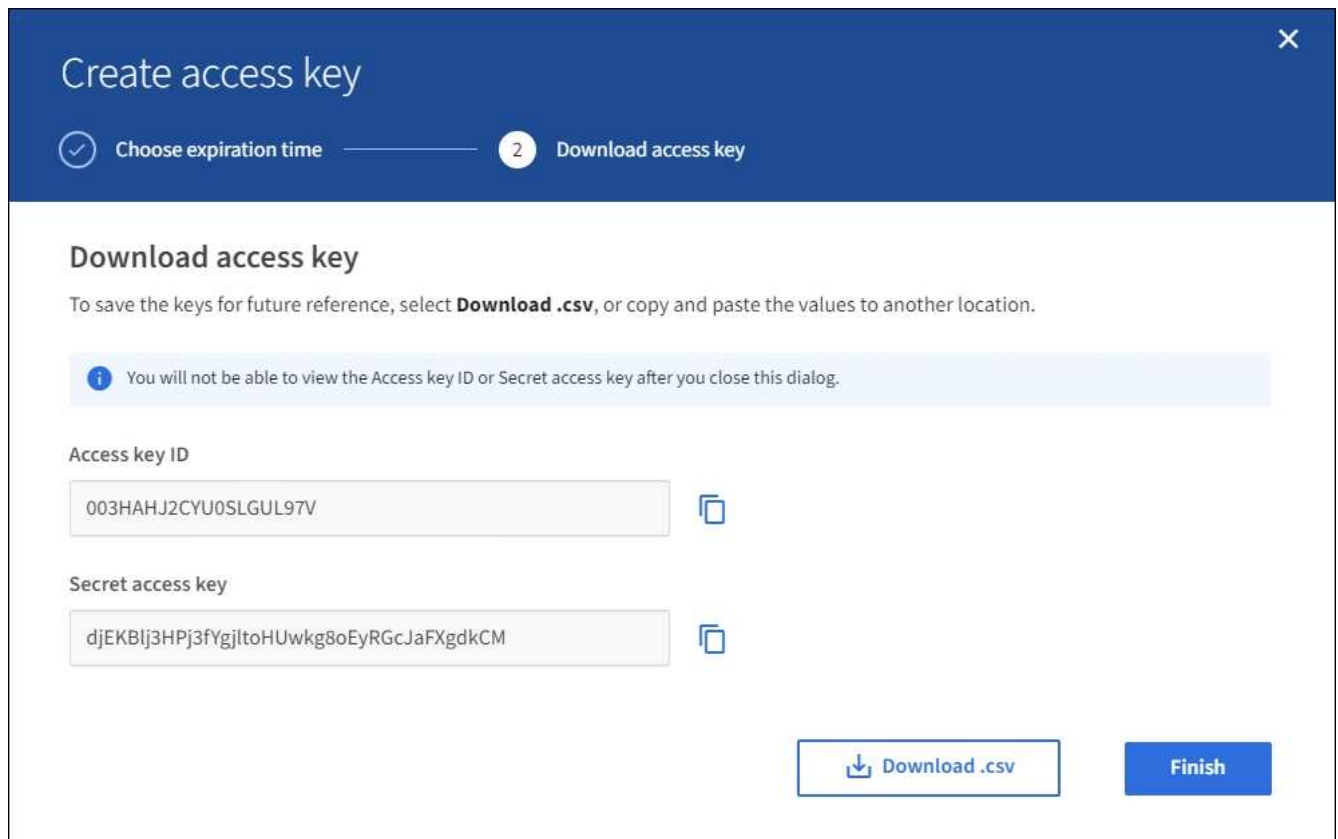 Create access key
Choose expiration time
2
Download access key
Download access key
To save the keys for future reference, select Download .csv, or copy and paste the values to another location.
You will not be able to view the Access key ID or Secret access key after you close this dialog.
Access key ID
003HAHJ2CYU0SLGUL97V
Secret access key
djEKBlj3HPj3fYgjltoHUwkg8oEyRGcJaFXgdkCM
Download .csv
Finish